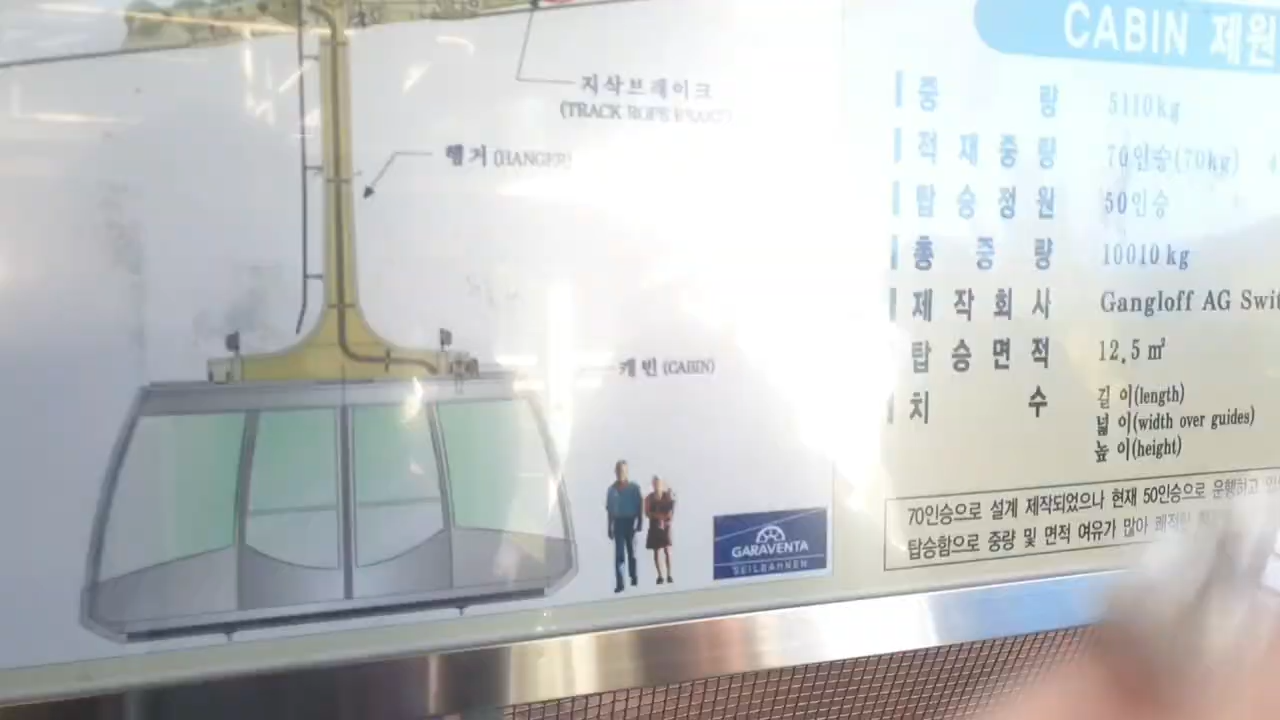 지삭브레이크
(TRACK ROPE BRAKE)
행거 (HANGER)
캐빈 (CABIN)
GARAVENTA
SEILBAHNEN
CABIN 제원
중 량 5110kg
적 재 중 량 70인승(70kg)
탑 승 정 원 50인승
총 중 량 10010 kg
제 작 회 사 Gangloff AG
탑 승 면 적 12.5 ㎡
치 수 길 이(length)
넓 이(width over guides)
높 이(height)
70인승으로 설계 제작되었으나 현재 50인승으로 운행하고
탑승함으로 중량 및 면적 여유가 많아